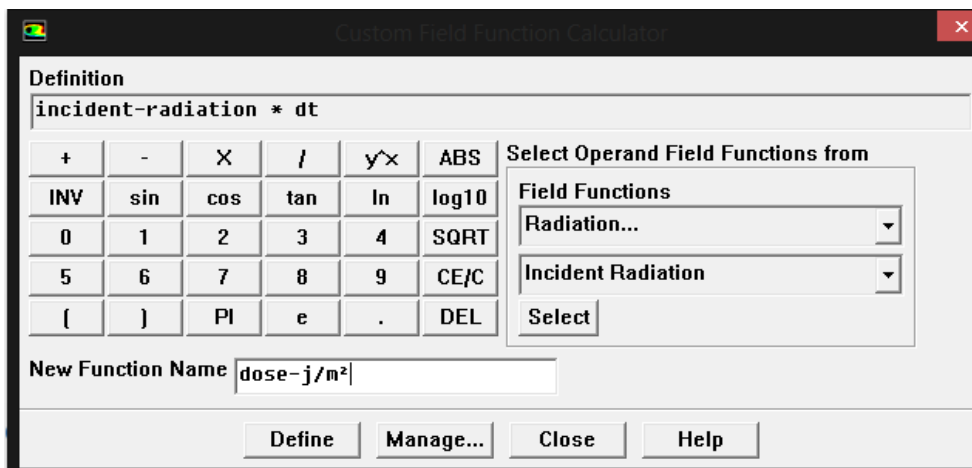 Custom Field Function Calculator
×
Definition
incident-radiation * dt
+ - X / y^x ABS Select Operand Field Functions from
INV sin cos tan ln log10 Field Functions
0 1 2 3 4 SQRT Radiation...
5 6 7 8 9 CE/C Incident Radiation
( ) PI e . DEL Select
New Function Name dose-j/m²
Define Manage... Close Help